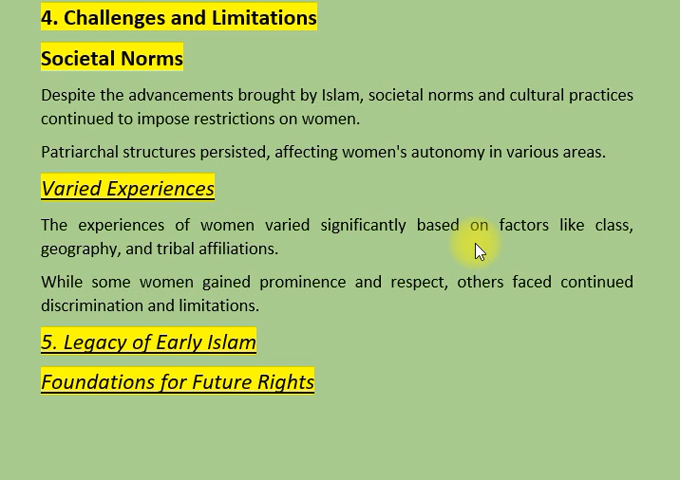 4. Challenges and Limitations
Societal Norms
Despite the advancements brought by Islam, societal norms and cultural practices
continued to impose restrictions on women.
Patriarchal structures persisted, affecting women's autonomy in various areas.
Varied Experiences
The experiences of women varied significantly based on factors like class,
geography, and tribal affiliations.
While some women gained prominence and respect, others faced continued
discrimination and limitations.
5. Legacy of Early Islam
Foundations for Future Rights